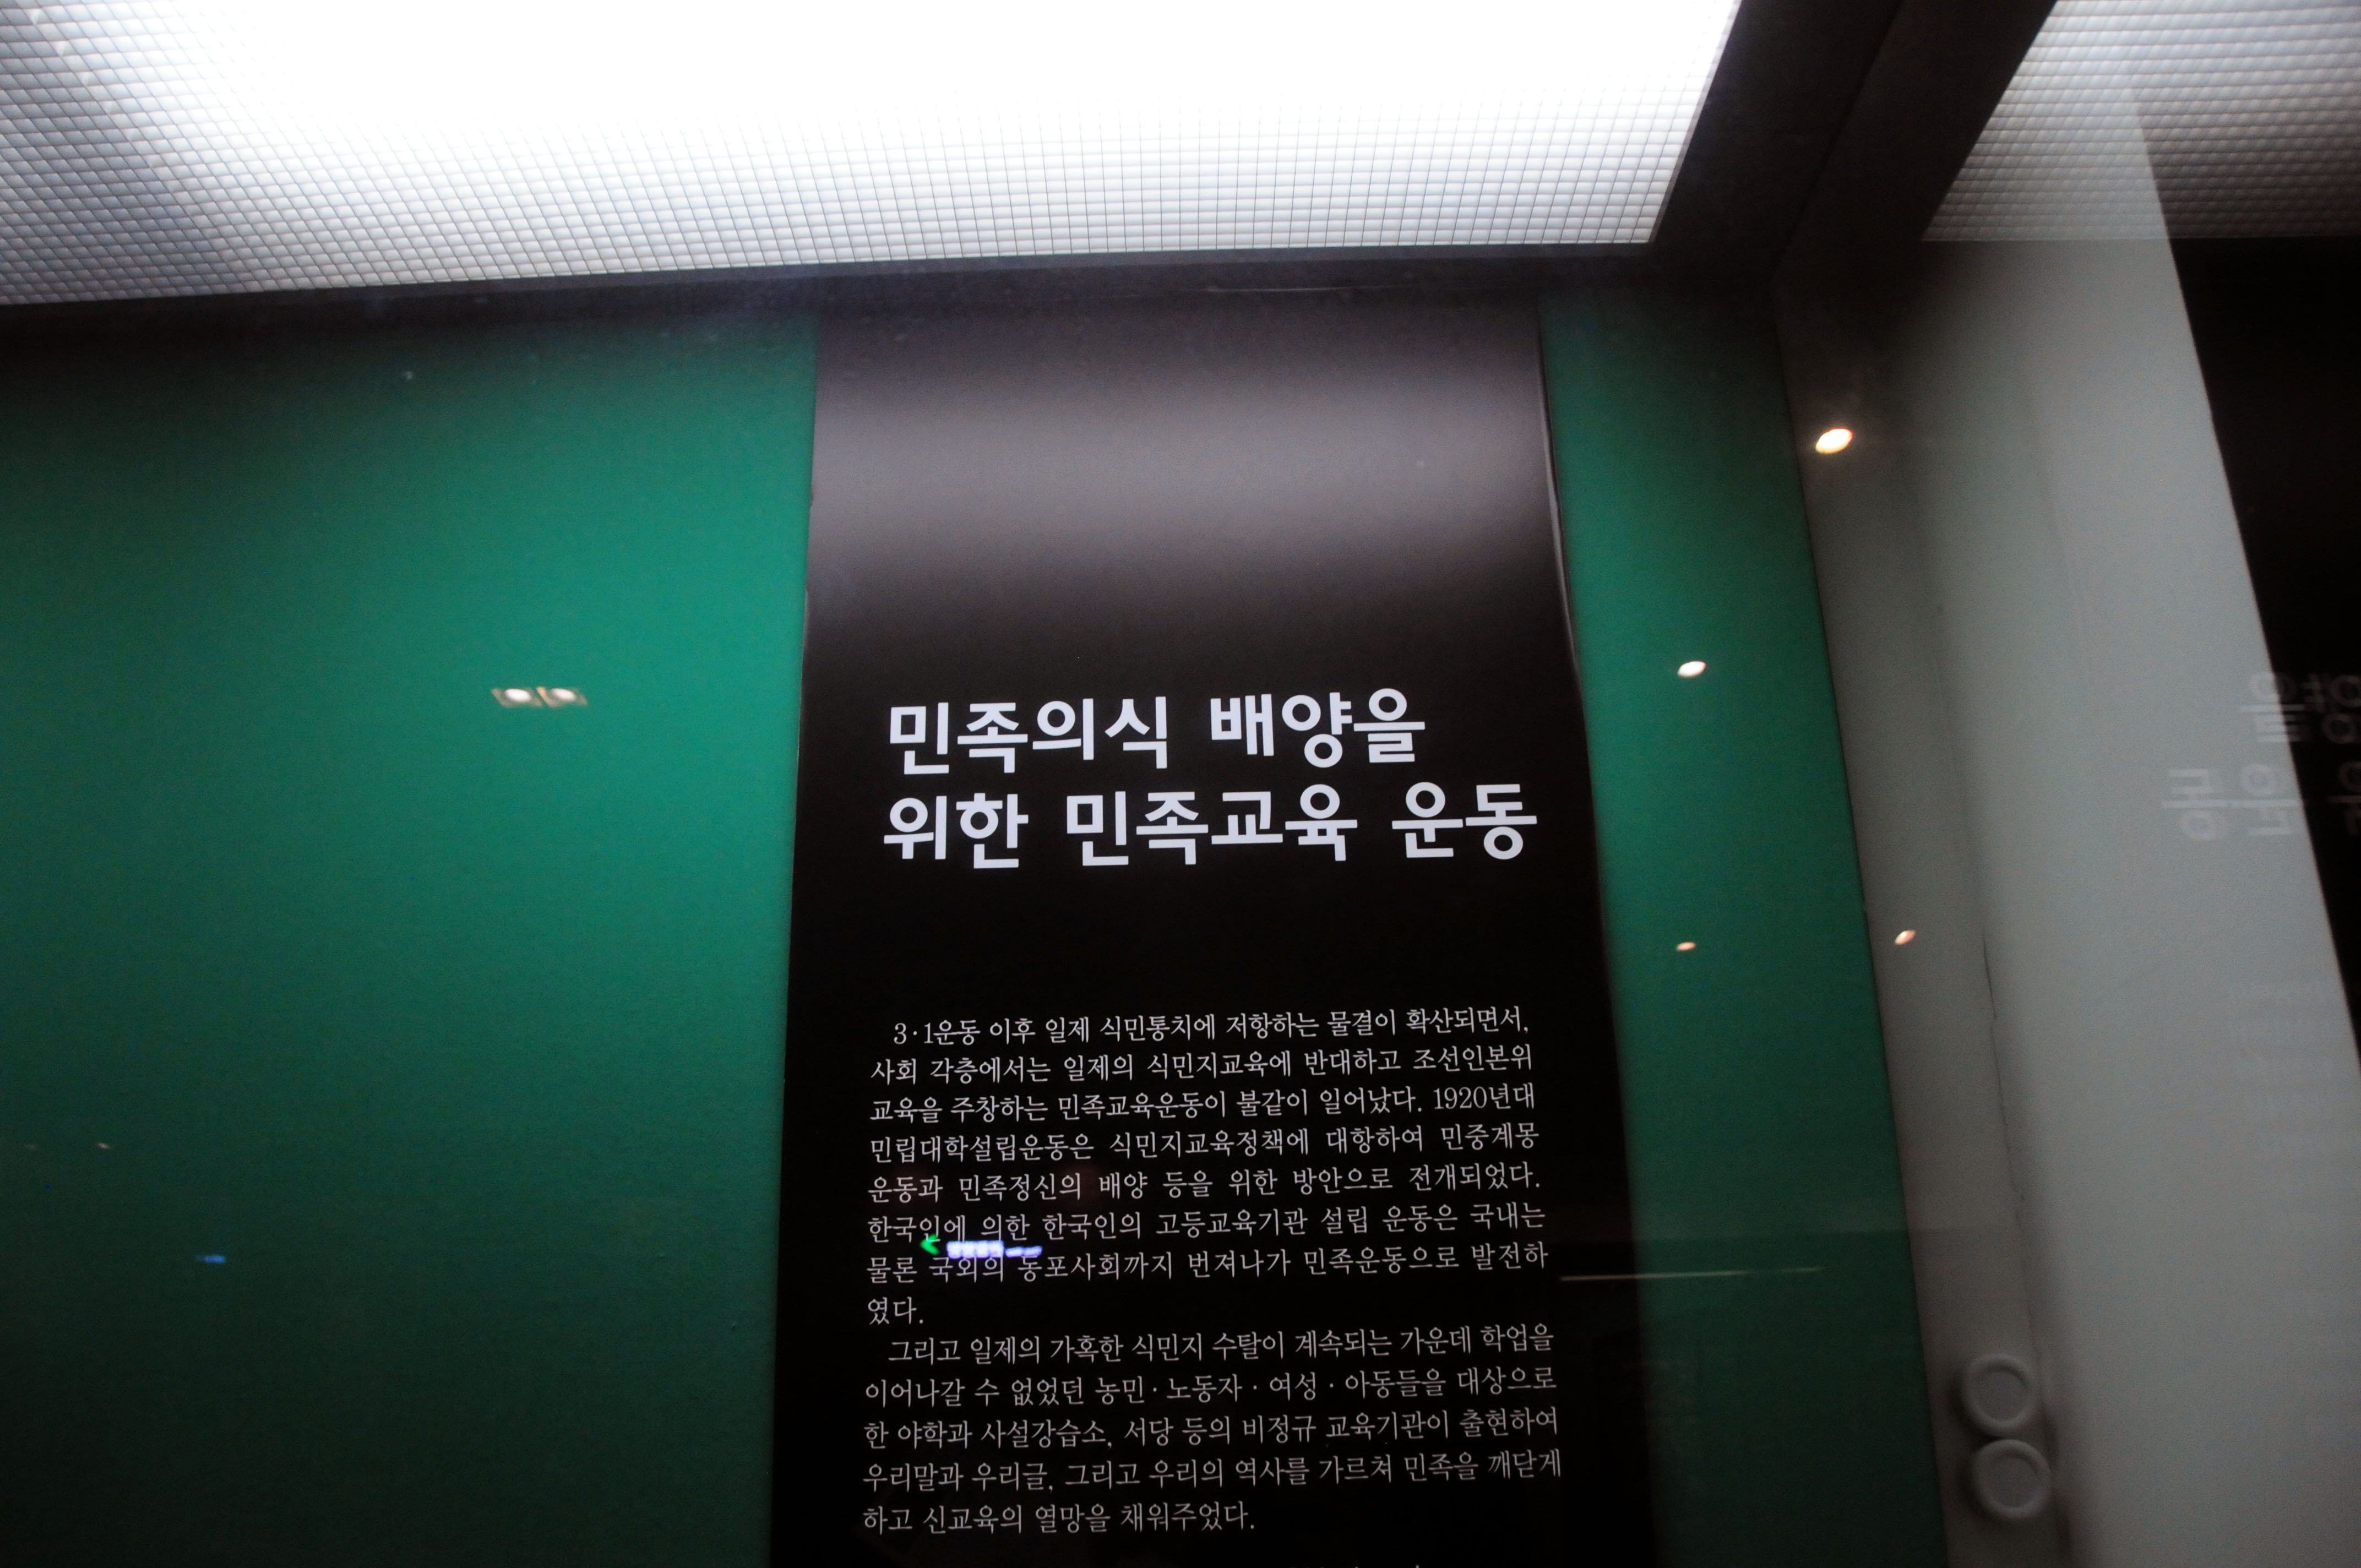 민족의식 배양을
위한 민족교육 운동
3·1운동 이후 일제 식민통치에 저항하는 물결이 확산되면서,
사회 각층에서는 일제의 식민지교육에 반대하고 조선인본위
교육을 주창하는 민족교육운동이 불같이 일어났다. 1920년대
민립대학설립운동은 식민지교육정책에 대항하여 민중계몽
운동과 민족정신의 배양 등을 위한 방안으로 전개되었다.
한국인에 의한 한국인의 고등교육기관 설립 운동은 국내는
물론 국외의 동포사회까지 번져나가 민족운동으로 발전하
였다.
그리고 일제의 가혹한 식민지 수탈이 계속되는 가운데 학업을
이어나갈 수 없었던 농민·노동자·여성·아동들을 대상으로
한 야학과 사설강습소, 서당 등의 비정규 교육기관이 출현하여
우리말과 우리글, 그리고 우리의 역사를 가르쳐 민족을 깨닫게
하고 신교육의 열망을 채워주었다.